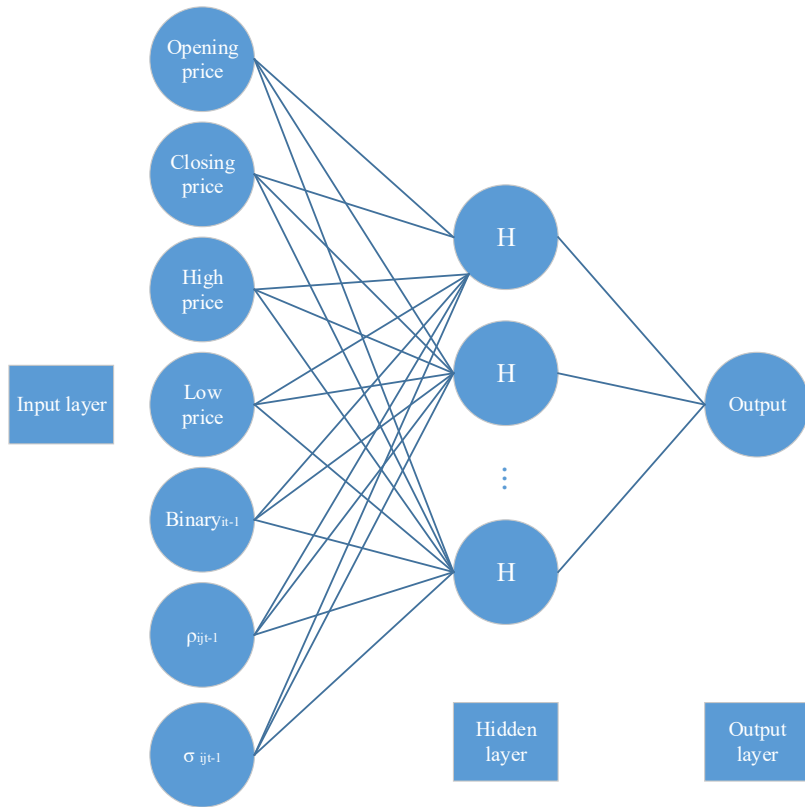 Opening
price
Closing
price
High
price
Low
price
Input layer
Binaryit-1
ρijt-1
σ ijt-1
H
H
⋮
H
Hidden
layer
Output
Output
layer